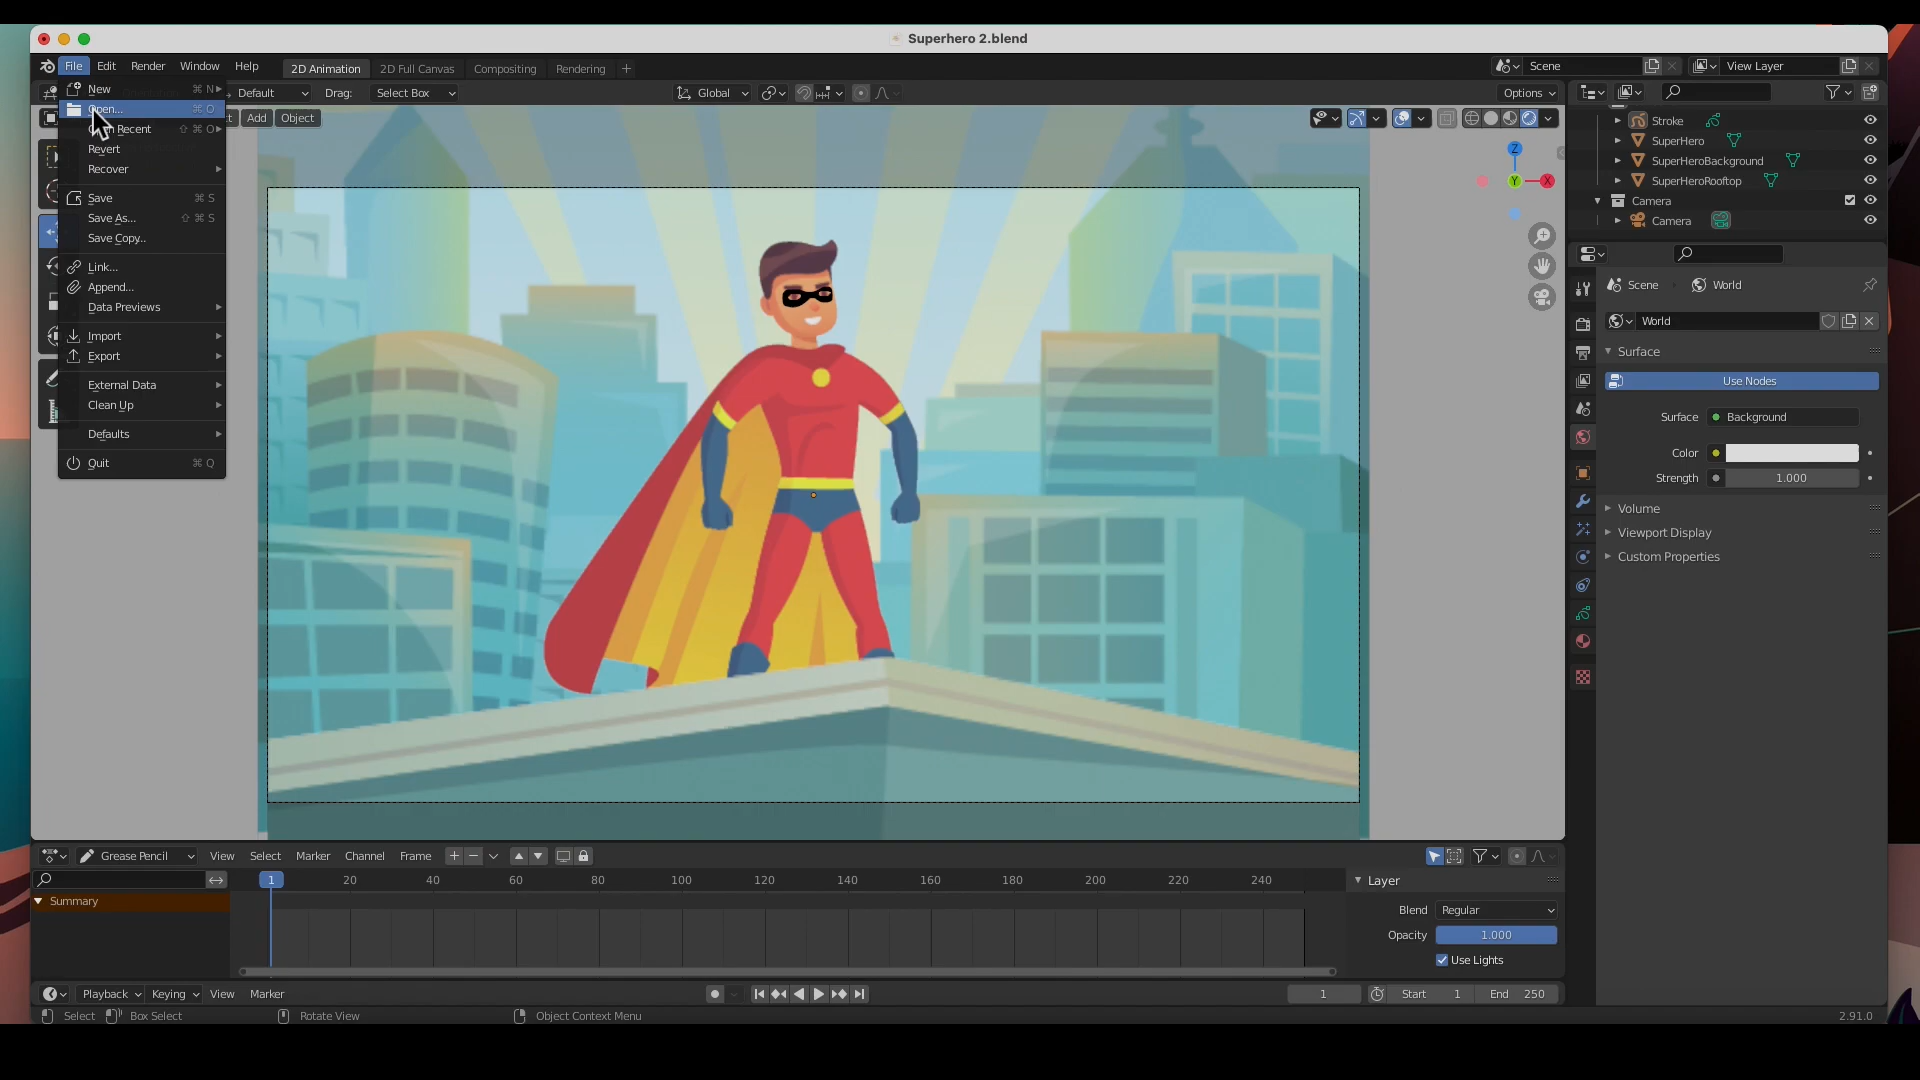 Superhero 2.blend
File Edit Render Window Help
2D Animation 2D Full Canvas Compositing Rendering +
Scene
View Layer
Default Drag: Select Box
Global
Options
Add Object
New ⌘ N
Open... ⌘ O
Recent ⇧ ⌘ O
Revert
Recover
Save ⌘ S
Save As... ⇧ ⌘ S
Save Copy..
Link...
Append...
Data Previews
Import
Export
External Data
Clean Up
Defaults
Quit ⌘ Q
Z
Y X
Stroke
SuperHero
SuperHeroBackground
SuperHeroRooftop
Camera
Camera
Scene World
World
Surface
Use Nodes
Surface Background
Color
Strength 1.000
Volume
Viewport Display
Custom Properties
Grease Pencil View Select Marker Channel Frame
1 20 40 60 80 100 120 140 160 180 200 220 240
Summary
Layer
Blend Regular
Opacity 1.000
Use Lights
Playback Keying View Marker
1 Start 1 End 250
Select Box Select Rotate View Object Context Menu
2.91.0